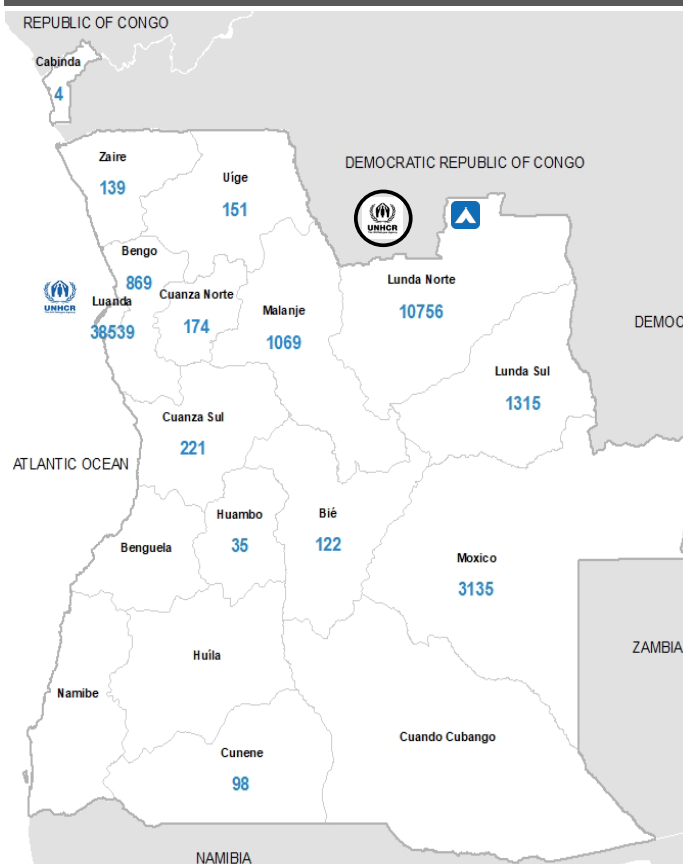 REPUBLIC OF CONGO
Cabinda
4
Zaire
139
Uíge
151
DEMOCRATIC REPUBLIC OF CONGO
UNHCR
Bengo
869
UNHCR
Luanda
38539
Cuanza Norte
174
Malanje
1069
Lunda Norte
10756
DEMOC
Lunda Sul
1315
Cuanza Sul
221
ATLANTIC OCEAN
Huambo
35
Bié
122
Benguela
Moxico
3135
Huíla
ZAMBIA
Namibe
Cuando Cubango
Cunene
98
NAMIBIA